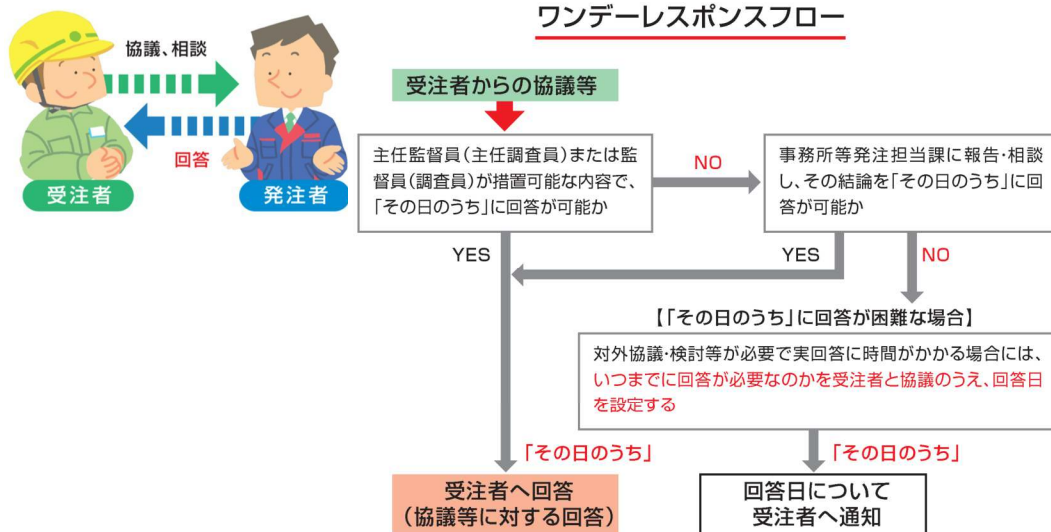 ワンデーレスポンスフロー
協議、相談
回答
受注者
発注者
受注者からの協議等
主任監督員(主任調査員)または監
督員(調査員)が措置可能な内容で、
「その日のうち」に回答が可能か
NO
事務所等発注担当課に報告・相談
し、その結論を「その日のうち」に回
答が可能か
YES
YES
NO
【「その日のうち」に回答が困難な場合】
対外協議・検討等が必要で実回答に時間がかかる場合には、
いつまでに回答が必要なのかを受注者と協議のうえ、回答日
を設定する
「その日のうち」
「その日のうち」
受注者へ回答
(協議等に対する回答)
回答日について
受注者へ通知